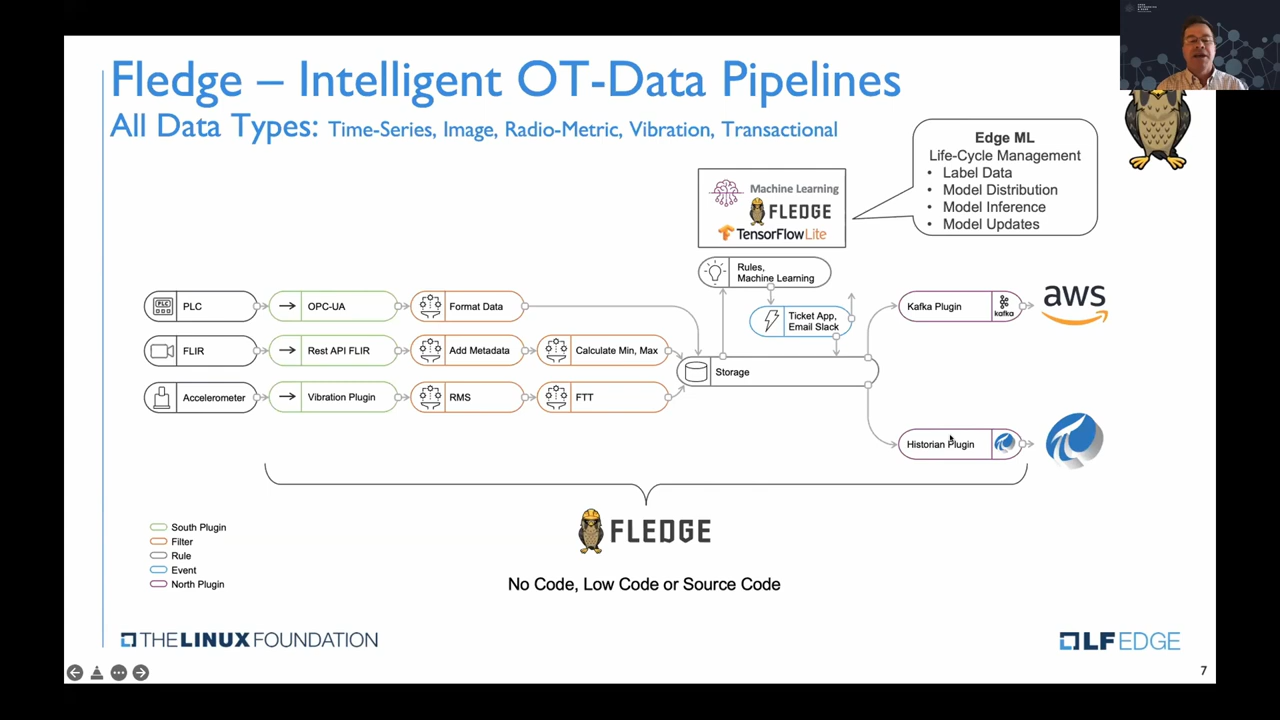 Fledge – Intelligent OT-Data Pipelines
All Data Types: Time-Series, Image, Radio-Metric, Vibration, Transactional
Edge ML
Life-Cycle Management
• Label Data
• Model Distribution
• Model Inference
• Model Updates
Machine Learning
FLEDGE
TensorFlow Lite
Rules,
Machine Learning
Ticket App,
Email Slack
PLC
PLC
OPC-UA
Format Data
FLIR
Rest API FLIR
Add Metadata
Calculate Min, Max
Accelerometer
Vibration Plugin
RMS
FTT
Storage
Kafka Plugin
kafka
aws
Historian Plugin
FLEDGE
No Code, Low Code or Source Code
South Plugin
Filter
Rule
Event
North Plugin
THE LINUX FOUNDATION
LF EDGE
7